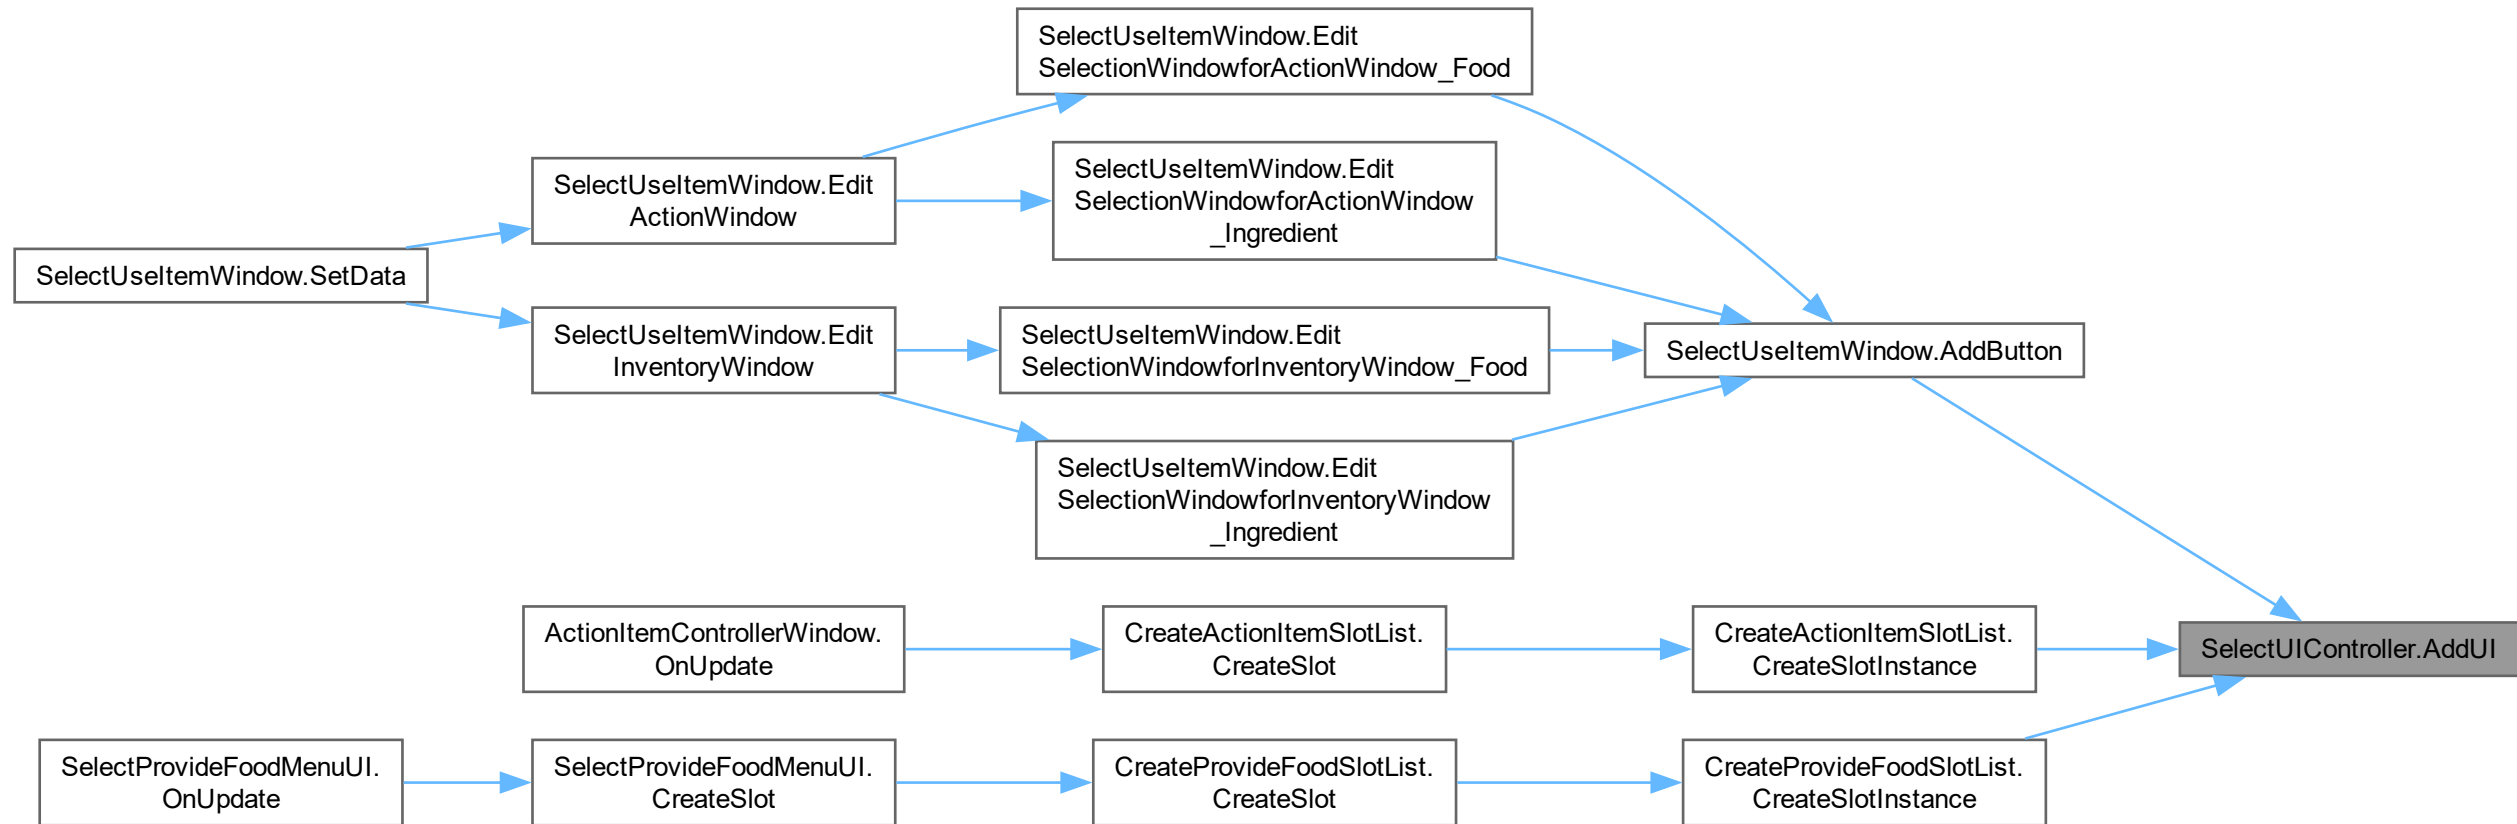 SelectUseItemWindow.Edit
SelectionWindowforActionWindow_Food
SelectUseItemWindow.Edit
ActionWindow
SelectUseItemWindow.Edit
SelectionWindowforActionWindow
_Ingredient
SelectUseItemWindow.SetData
SelectUseItemWindow.Edit
InventoryWindow
SelectUseItemWindow.Edit
SelectionWindowforInventoryWindow_Food
SelectUseItemWindow.AddButton
SelectUseItemWindow.Edit
SelectionWindowforInventoryWindow
_Ingredient
ActionItemControllerWindow.
OnUpdate
CreateActionItemSlotList.
CreateSlot
CreateActionItemSlotList.
CreateSlotInstance
SelectUIController.AddUI
SelectProvideFoodMenuUI.
OnUpdate
SelectProvideFoodMenuUI.
CreateSlot
CreateProvideFoodSlotList.
CreateSlot
CreateProvideFoodSlotList.
CreateSlotInstance